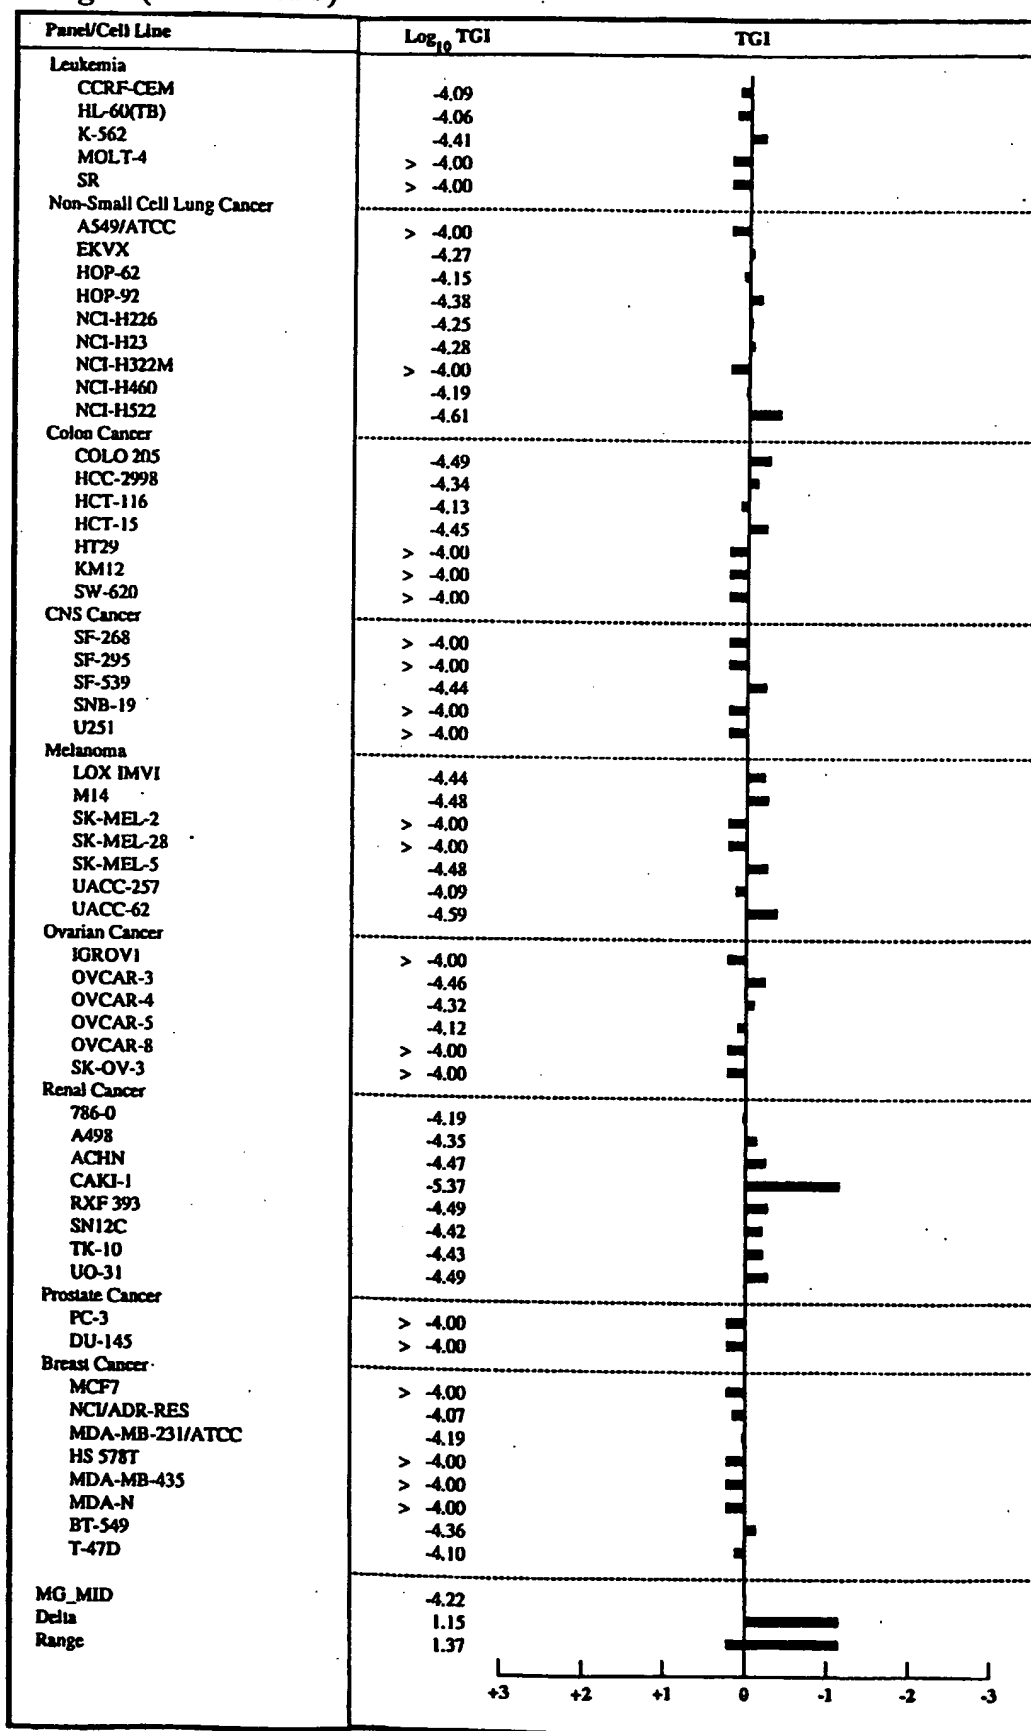 Panel/Cell Line Log10 TGI TGI
Leukemia
CCRF-CEM -4.09
HL-60(TB) -4.06
K-562 -4.41
MOLT-4 > -4.00
SR > -4.00
Non-Small Cell Lung Cancer
A549/ATCC > -4.00
EKVX -4.27
HOP-62 -4.15
HOP-92 -4.38
NCI-H226 -4.25
NCI-H23 -4.28
NCI-H322M > -4.00
NCI-H460 -4.19
NCI-H522 -4.61
Colon Cancer
COLO 205 -4.49
HCC-2998 -4.34
HCT-116 -4.13
HCT-15 -4.45
HT29 > -4.00
KM12 > -4.00
SW-620 > -4.00
CNS Cancer
SF-268 > -4.00
SF-295 > -4.00
SF-539 -4.44
SNB-19 > -4.00
U251 > -4.00
Melanoma
LOX IMVI -4.44
M14 -4.48
SK-MEL-2 > -4.00
SK-MEL-28 > -4.00
SK-MEL-5 -4.48
UACC-257 -4.09
UACC-62 -4.59
Ovarian Cancer
IGROV1 > -4.00
OVCAR-3 -4.46
OVCAR-4 -4.32
OVCAR-5 -4.12
OVCAR-8 > -4.00
SK-OV-3 > -4.00
Renal Cancer
786-0 -4.19
A498 -4.35
ACHN -4.47
CAKI-1 -5.37
RXF 393 -4.49
SN12C -4.42
TK-10 -4.43
UO-31 -4.49
Prostate Cancer
PC-3 > -4.00
DU-145 > -4.00
Breast Cancer
MCF7 > -4.00
NCI/ADR-RES -4.07
MDA-MB-231/ATCC -4.19
HS 578T > -4.00
MDA-MB-435 > -4.00
MDA-N > -4.00
BT-549 -4.36
T-47D -4.10
MG_MID -4.22
Delta 1.15
Range 1.37
+3 +2 +1 0 -1 -2 -3